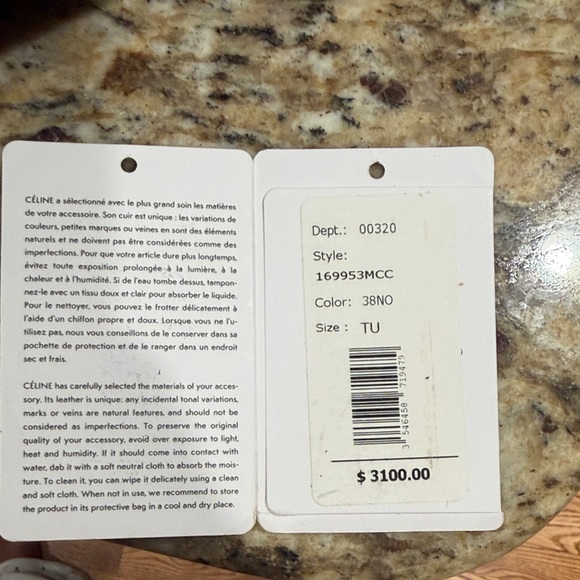 CÉLINE a sélectionné avec le plus grand soin les matières
de votre accessoire. Son cuir est unique : les variations de
couleurs, petites marques ou veines en sont des éléments
naturels et ne doivent pas être considérées comme des
imperfections. Pour que votre article dure plus longtemps,
évitez toute exposition prolongée à la lumière, à la
chaleur et à l'humidité. Si de l'eau tombe dessus, tampon-
nez-le avec un tissu doux et clair pour absorber le liquide.
Pour le nettoyer, vous pouvez le frotter délicatement à
l'aide d'un chiffon propre et doux. Lorsque vous ne l'u-
tilisez pas, nous vous conseillons de le conserver dans sa
pochette de protection et de le ranger dans un endroit
sec et frais.
CÉLINE has carefully selected the materials of your acces-
sory. Its leather is unique: any incidental tonal variations,
marks or veins are natural features, and should not be
considered as imperfections. To preserve the original
quality of your accessory, avoid over exposure to light,
heat and humidity. If it should come into contact with
water, dab it with a soft neutral cloth to absorb the mois-
ture. To clean it, you can wipe it delicately using a clean
and soft cloth. When not in use, we recommend to store
the product in its protective bag in a cool and dry place.
Dept.: 00320
Style:
169953MCC
Color: 38NO
Size : TU
3 546458 719479
$ 3100.00